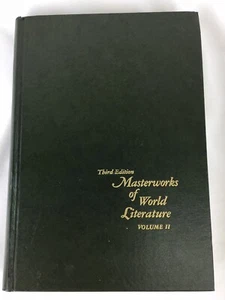 Third Edition
Masterworks
of World
Literature
VOLUME II